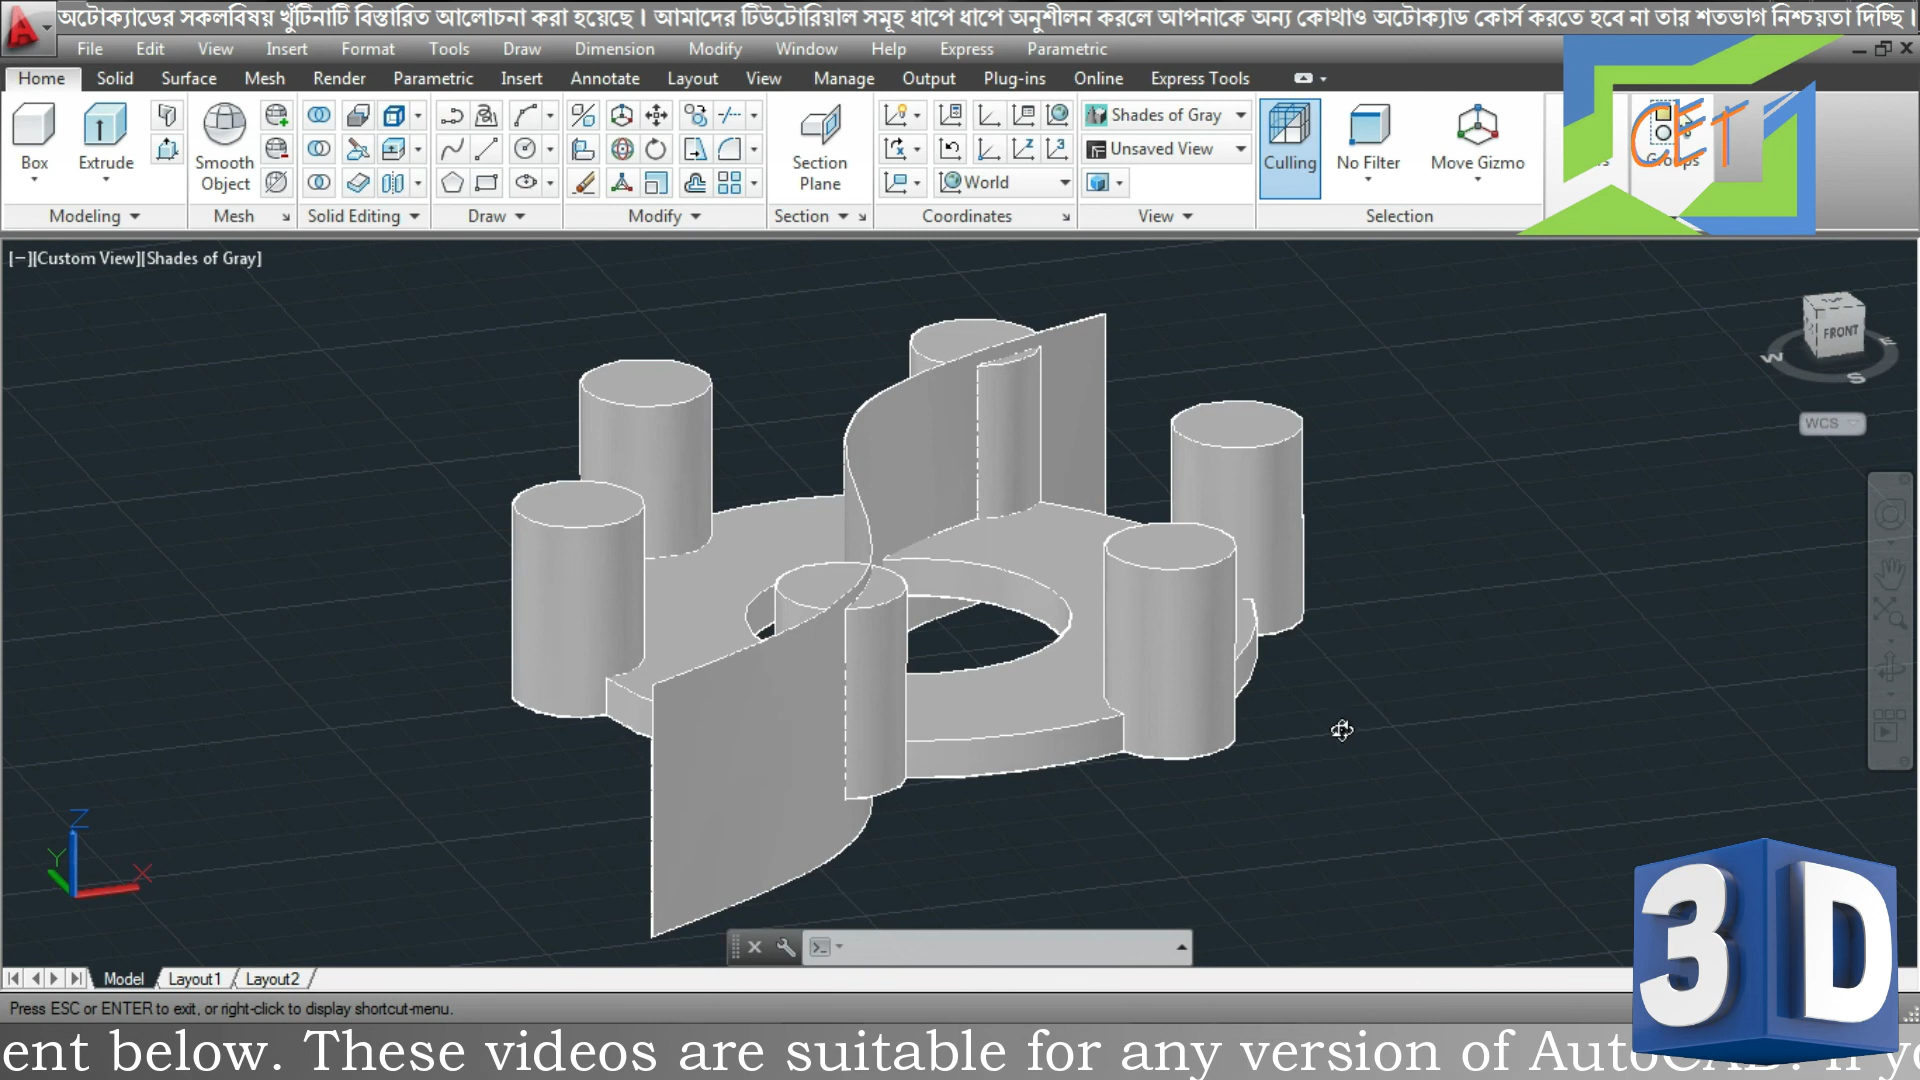 অটোক্যাডের সকলবিষয় খুঁটিনাটি বিস্তারিত আলোচনা করা হয়েছে। আমাদের টিউটোরিয়াল সমূহ ধাপে ধাপে অনুশীলন করলে আপনাকে অন্য কোথাও অটোক্যাড কোর্স করতে হবে না তার শতভাগ নিশ্চয়তা দিচ্ছি।
File Edit View Insert Format Tools Draw Dimension Modify Window Help Express Parametric
Home Solid Surface Mesh Render Parametric Insert Annotate Layout View Manage Output Plug-ins Online Express Tools
Shades of Gray
Unsaved View
World
Box Extrude Smooth Object Section Plane Culling No Filter Move Gizmo
CET
Modeling Mesh Solid Editing Draw Modify Section Coordinates View Selection
[−][Custom View][Shades of Gray]
FRONT
W S E
WCS
Z
Y X
3D
Model Layout1 Layout2
Press ESC or ENTER to exit, or right-click to display shortcut-menu.
ent below. These videos are suitable for any version of AutoCAD.